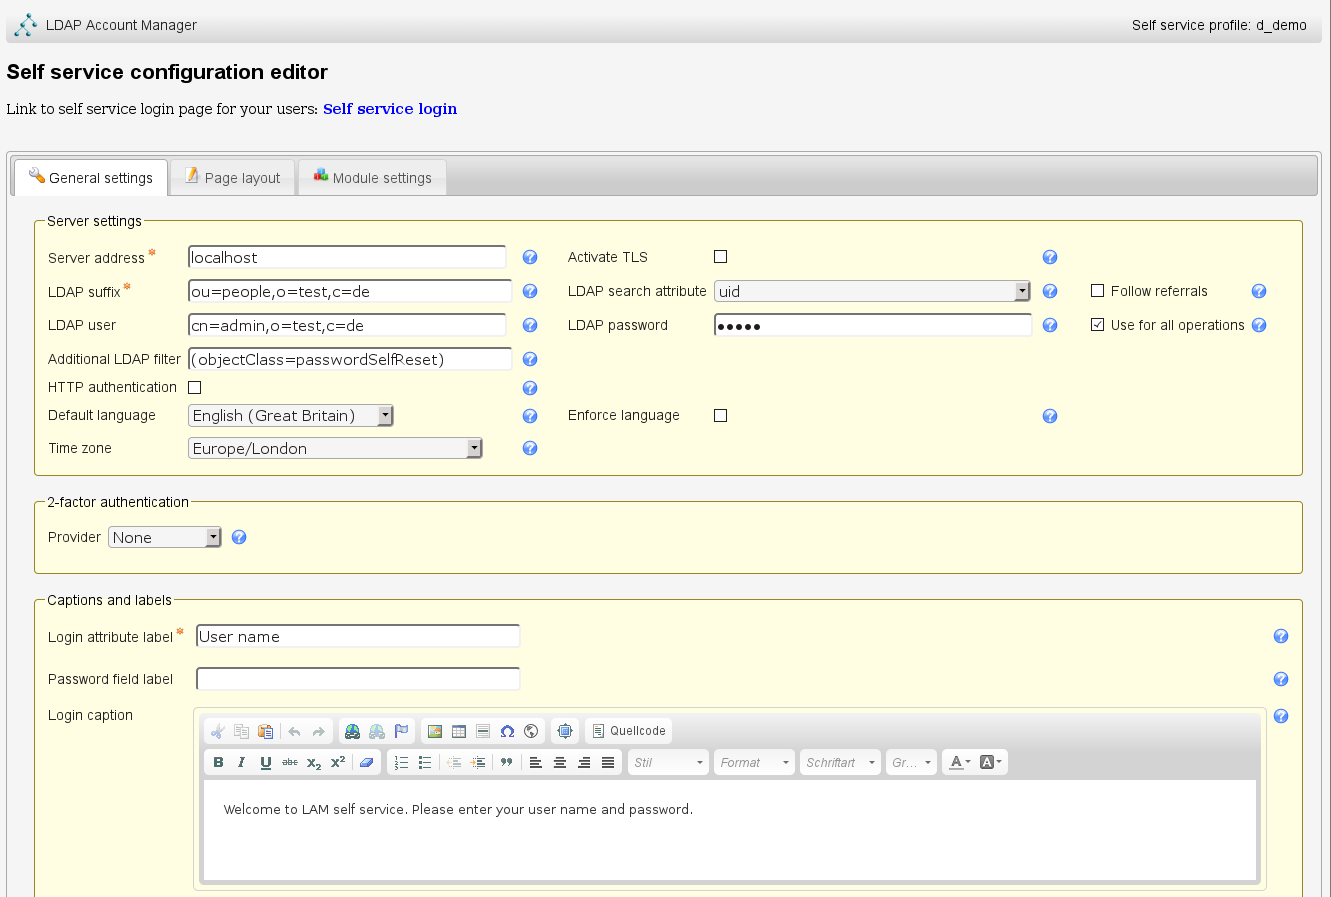 LDAP Account Manager Self service profile: d_demo
Self service configuration editor
Link to self service login page for your users: Self service login
General settings Page layout Module settings
Server settings
Server address * localhost Activate TLS
LDAP suffix * ou=people,o=test,c=de LDAP search attribute uid Follow referrals
LDAP user cn=admin,o=test,c=de LDAP password ●●●●● Use for all operations
Additional LDAP filter (objectClass=passwordSelfReset)
HTTP authentication
Default language English (Great Britain) Enforce language
Time zone Europe/London
2-factor authentication
Provider None
Captions and labels
Login attribute label * User name
Password field label
Login caption
Quellcode
B I U abc x₂ x² Stil Format Schriftart Gr... A A
Welcome to LAM self service. Please enter your user name and password.